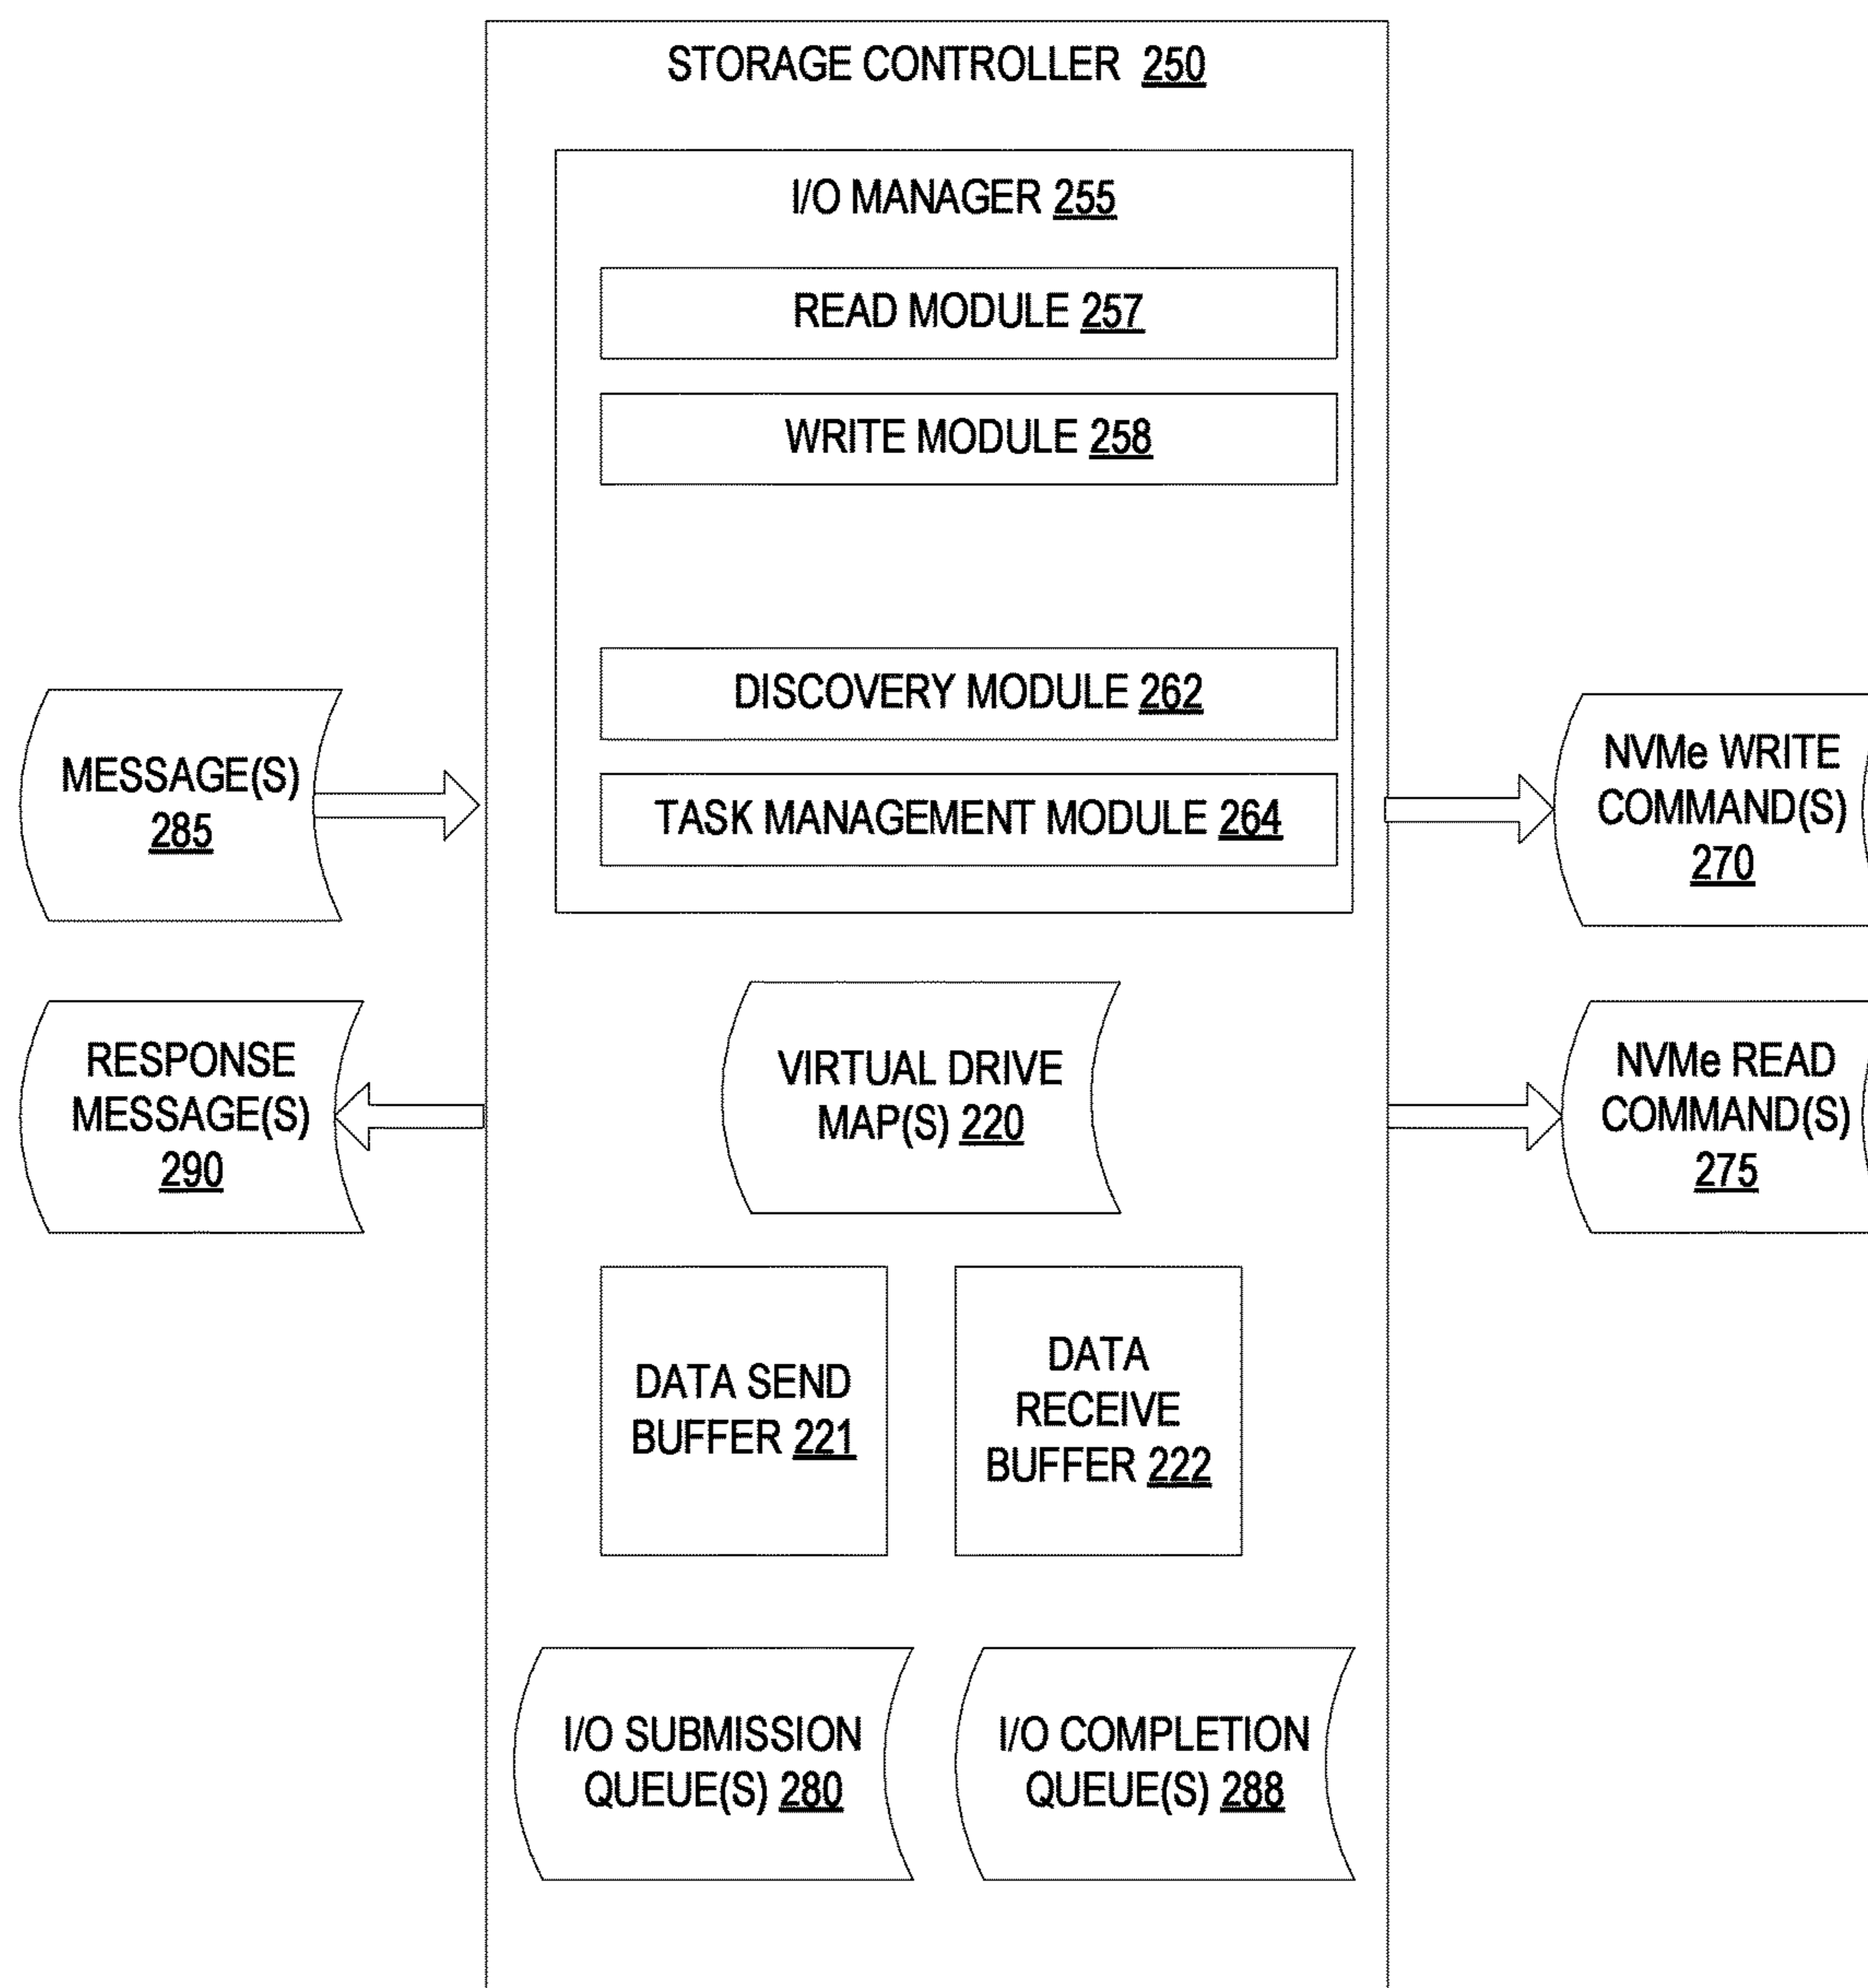 STORAGE CONTROLLER 250
I/O MANAGER 255
READ MODULE 257
WRITE MODULE 258
DISCOVERY MODULE 262
TASK MANAGEMENT MODULE 264
MESSAGE(S)
285
NVMe WRITE
COMMAND(S)
270
RESPONSE
MESSAGE(S)
290
VIRTUAL DRIVE
MAP(S) 220
NVMe READ
COMMAND(S)
275
DATA SEND
BUFFER 221
DATA
RECEIVE
BUFFER 222
I/O SUBMISSION
QUEUE(S) 280
I/O COMPLETION
QUEUE(S) 288